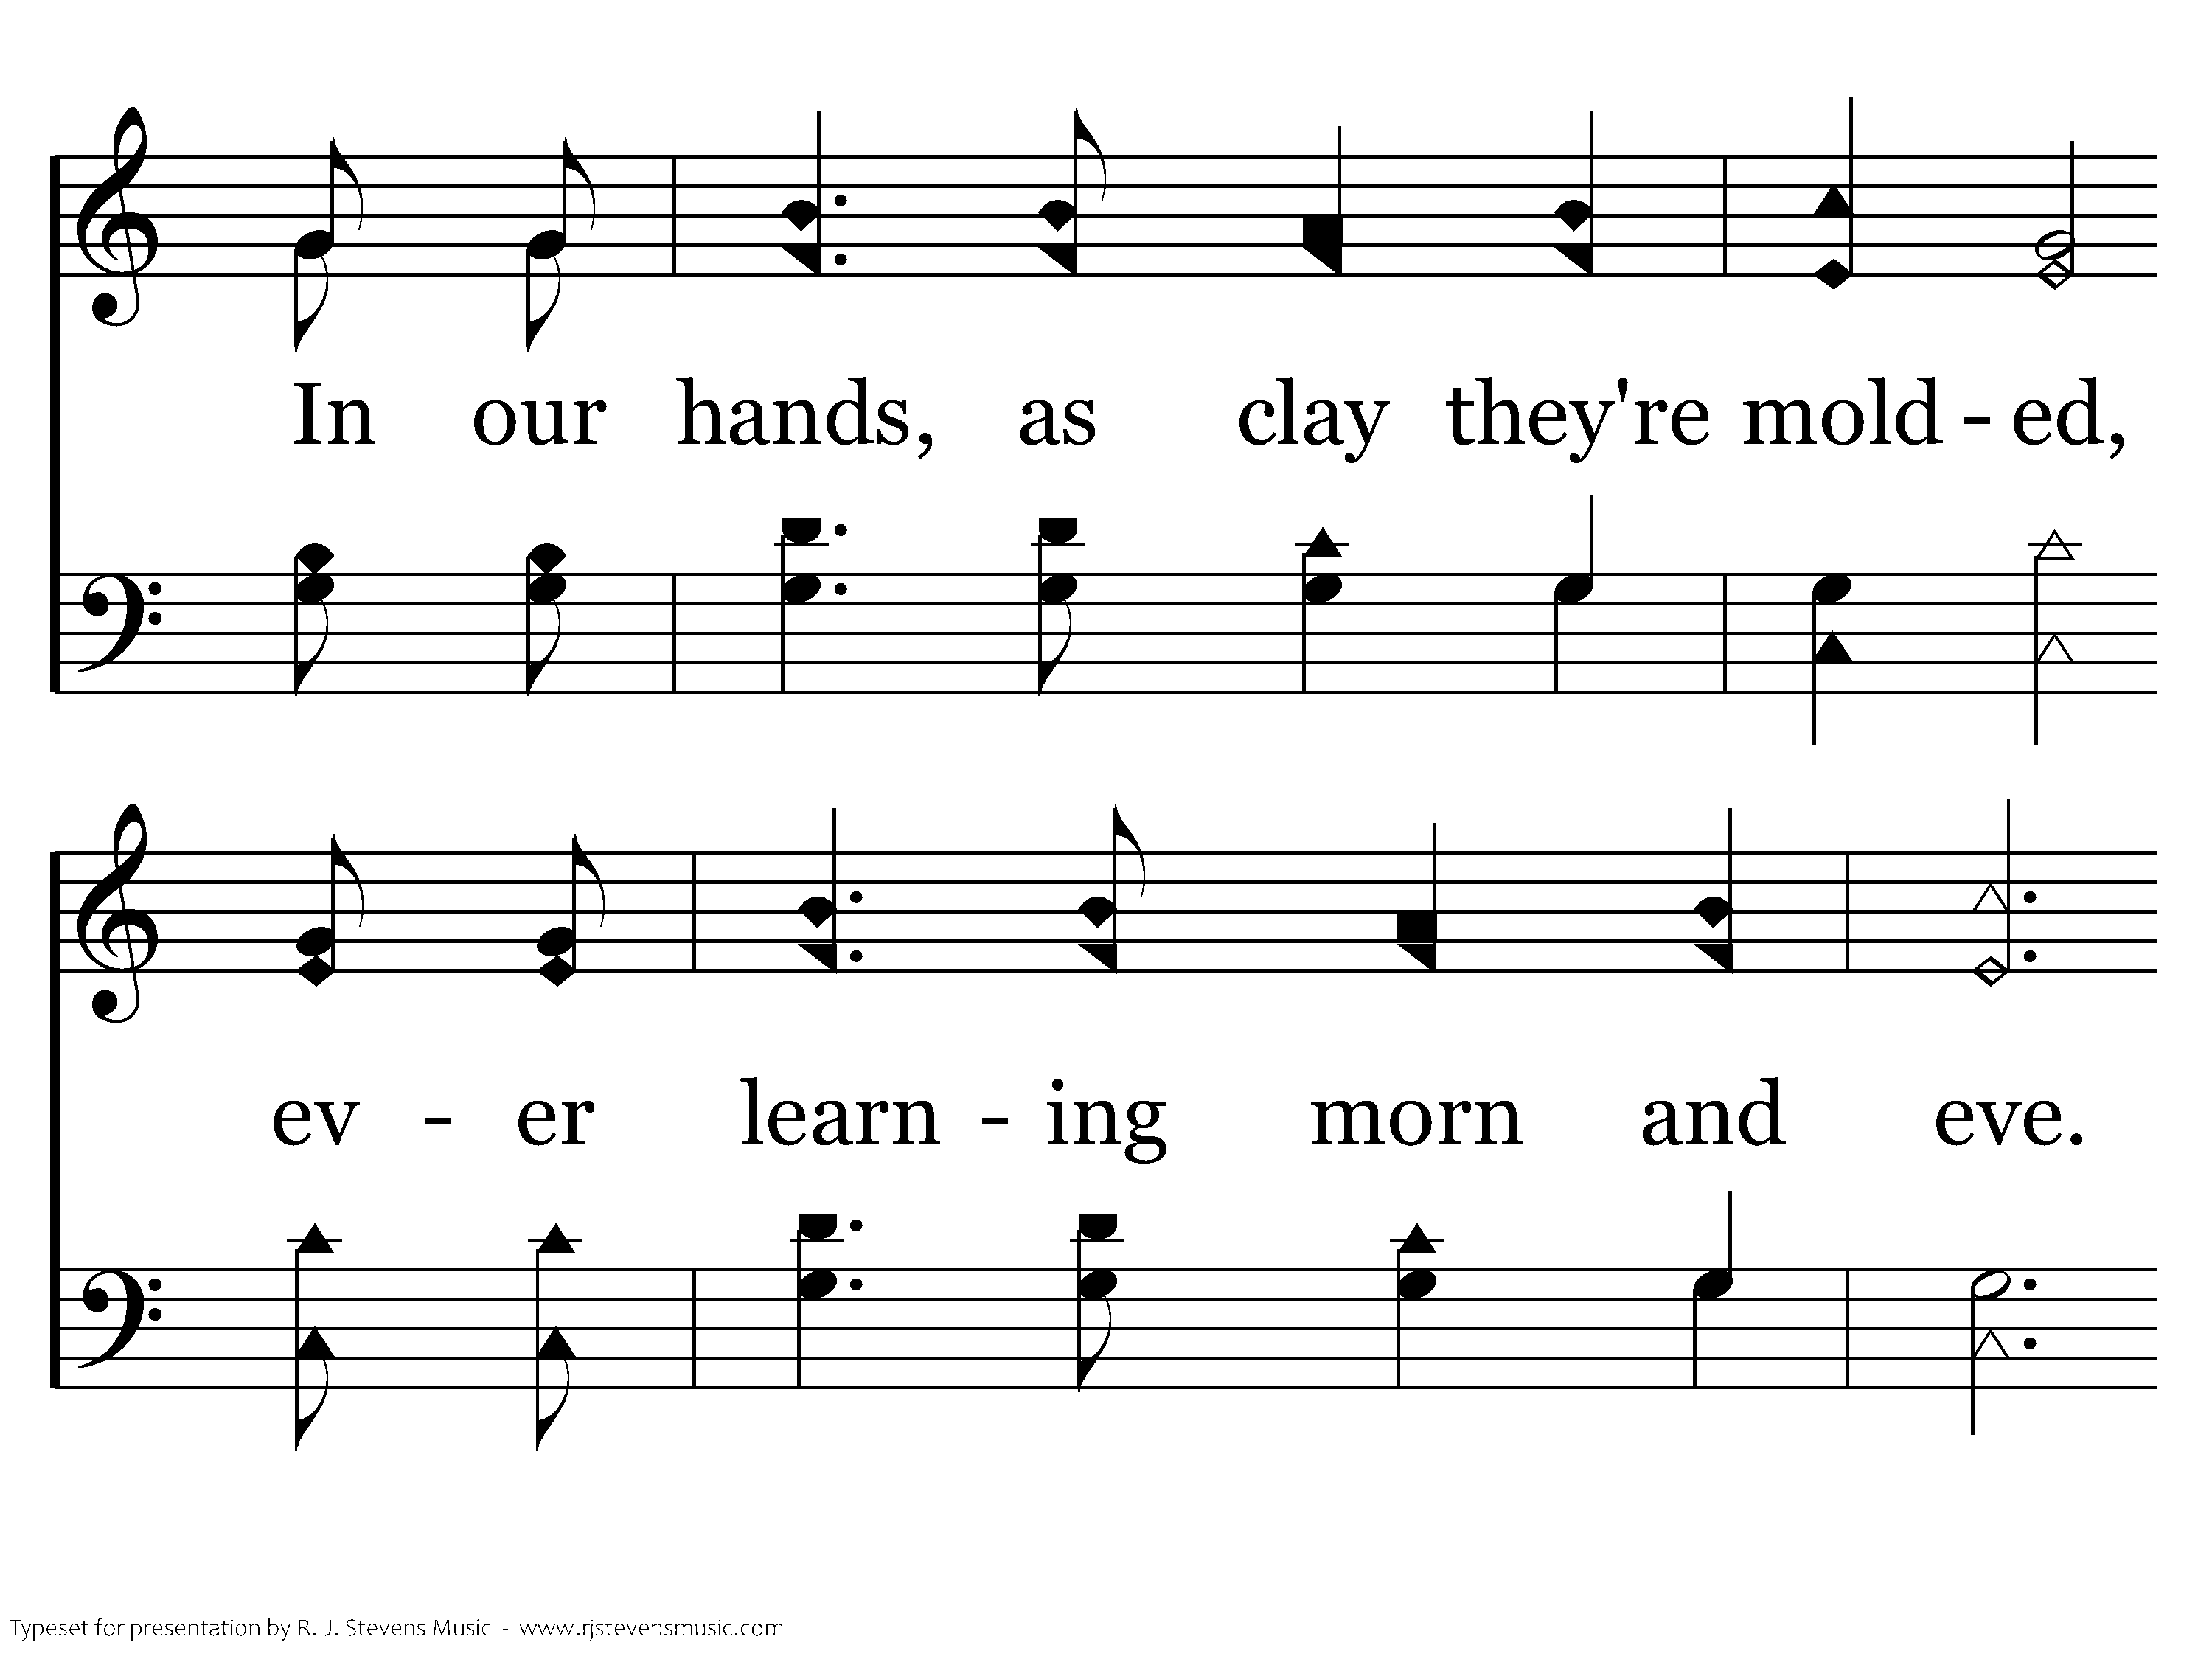 In our hands, as clay they're mold - ed,
ev - er learn - ing morn and eve.
Typeset for presentation by R. J. Stevens Music - www.rjstevensmusic.com